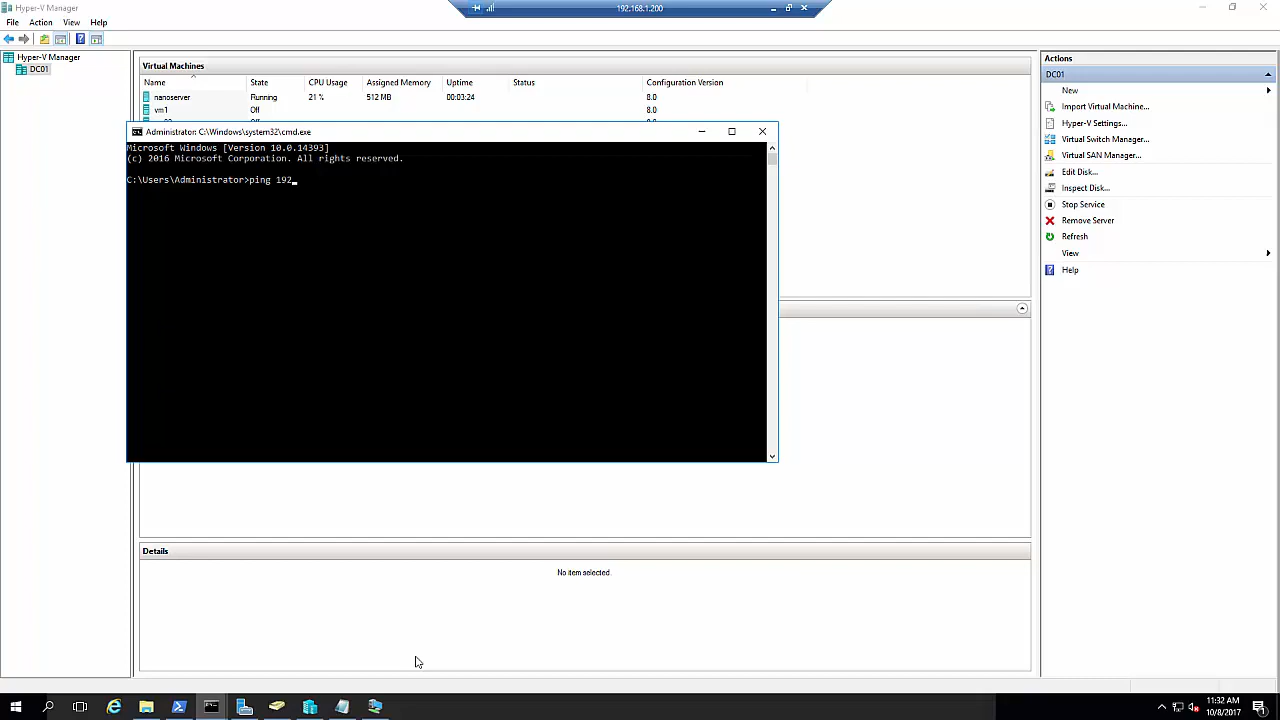 Hyper-V Manager
192.168.1.200
File Action View Help
Hyper-V Manager
DC01
Virtual Machines
Name State CPU Usage Assigned Memory Uptime Status Configuration Version
nanoserver Running 21 % 512 MB 00:03:24 8.0
vm1 Off 8.0
Administrator: C:\Windows\system32\cmd.exe
Microsoft Windows [Version 10.0.14393]
(c) 2016 Microsoft Corporation. All rights reserved.
C:\Users\Administrator>ping 192_
Details
No item selected.
Actions
DC01
New
Import Virtual Machine...
Hyper-V Settings...
Virtual Switch Manager...
Virtual SAN Manager...
Edit Disk...
Inspect Disk...
Stop Service
Remove Server
Refresh
View
Help
11:32 AM
10/8/2017